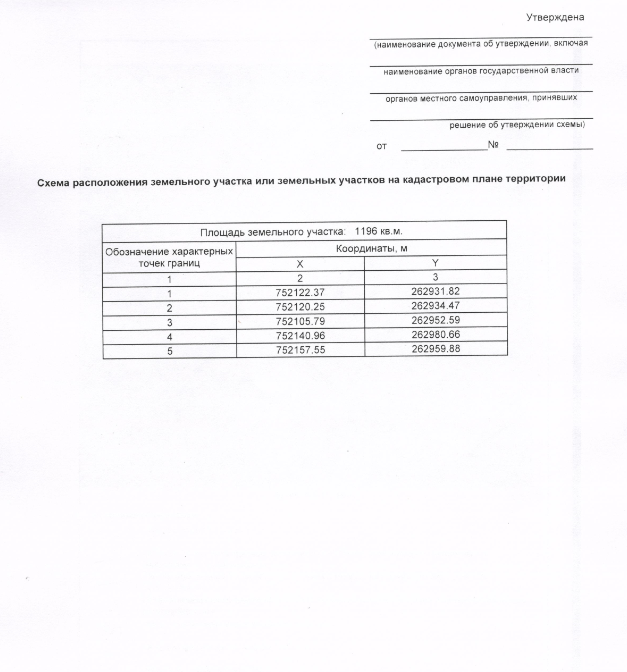 Утверждена
(наименование документа об утверждении, включая
наименование органов государственной власти
органов местного самоуправления, принявших
решение об утверждении схемы)
от ________________ № ________________
Схема расположения земельного участка или земельных участков на кадастровом плане территории
Площадь земельного участка: 1196 кв.м.
Обозначение характерных точек границ Координаты, м
X Y
1 2 3
1 752122.37 262931.82
2 752120.25 262934.47
3 752105.79 262952.59
4 752140.96 262980.66
5 752157.55 262959.88